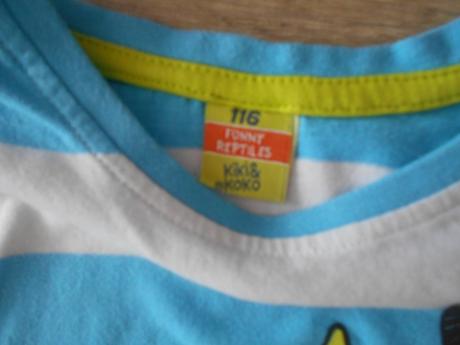 116
FUNNY
REPTILES
Kiki&
KOKO